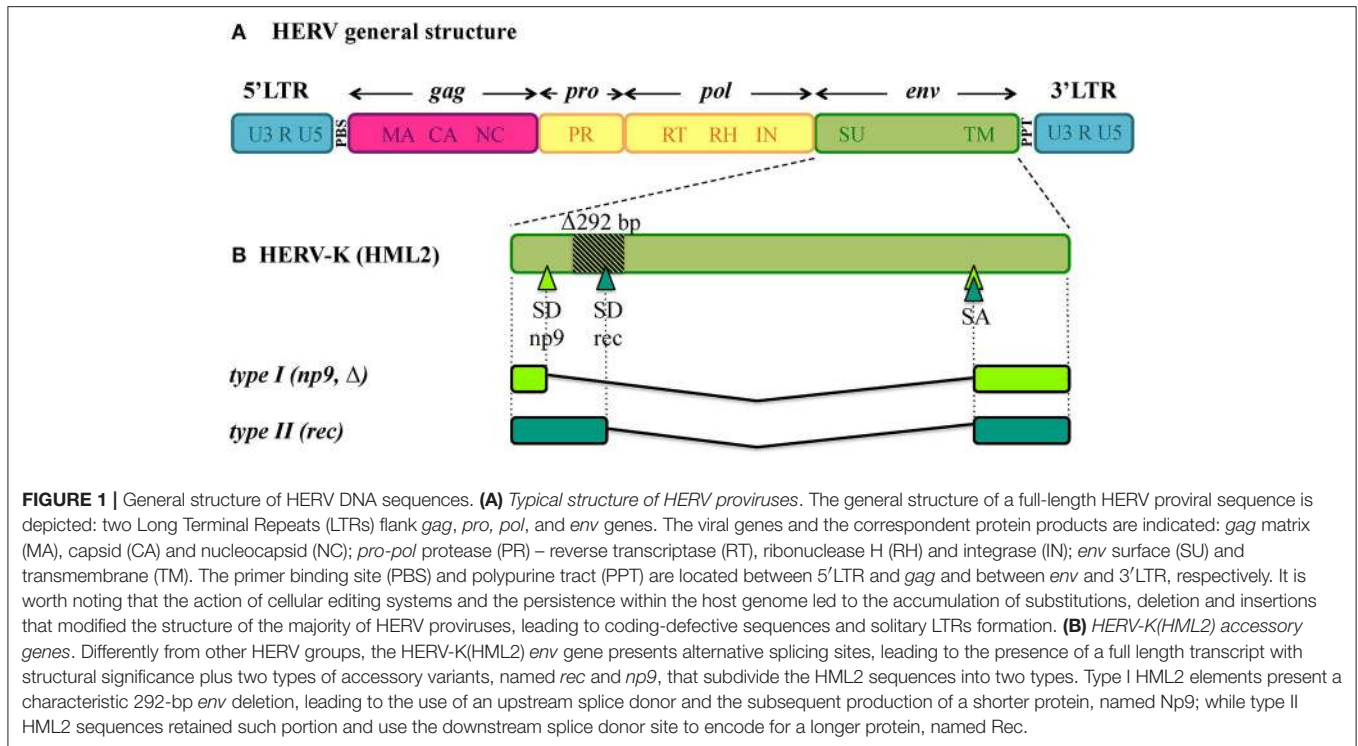 A HERV general structure
5'LTR gag pro pol env 3'LTR
U3 R U5 PBS MA CA NC PR RT RH IN SU TM PPT U3 R U5
Δ292 bp
B HERV-K (HML2)
SD SD SA
np9 rec
type I (np9, Δ)
type II (rec)
FIGURE 1 | General structure of HERV DNA sequences. (A) Typical structure of HERV proviruses. The general structure of a full-length HERV proviral sequence is
depicted: two Long Terminal Repeats (LTRs) flank gag, pro, pol, and env genes. The viral genes and the correspondent protein products are indicated: gag matrix
(MA), capsid (CA) and nucleocapsid (NC); pro-pol protease (PR) – reverse transcriptase (RT), ribonuclease H (RH) and integrase (IN); env surface (SU) and
transmembrane (TM). The primer binding site (PBS) and polypurine tract (PPT) are located between 5′LTR and gag and between env and 3′LTR, respectively. It is
worth noting that the action of cellular editing systems and the persistence within the host genome led to the accumulation of substitutions, deletion and insertions
that modified the structure of the majority of HERV proviruses, leading to coding-defective sequences and solitary LTRs formation. (B) HERV-K(HML2) accessory
genes. Differently from other HERV groups, the HERV-K(HML2) env gene presents alternative splicing sites, leading to the presence of a full length transcript with
structural significance plus two types of accessory variants, named rec and np9, that subdivide the HML2 sequences into two types. Type I HML2 elements present a
characteristic 292-bp env deletion, leading to the use of an upstream splice donor and the subsequent production of a shorter protein, named Np9; while type II
HML2 sequences retained such portion and use the downstream splice donor site to encode for a longer protein, named Rec.